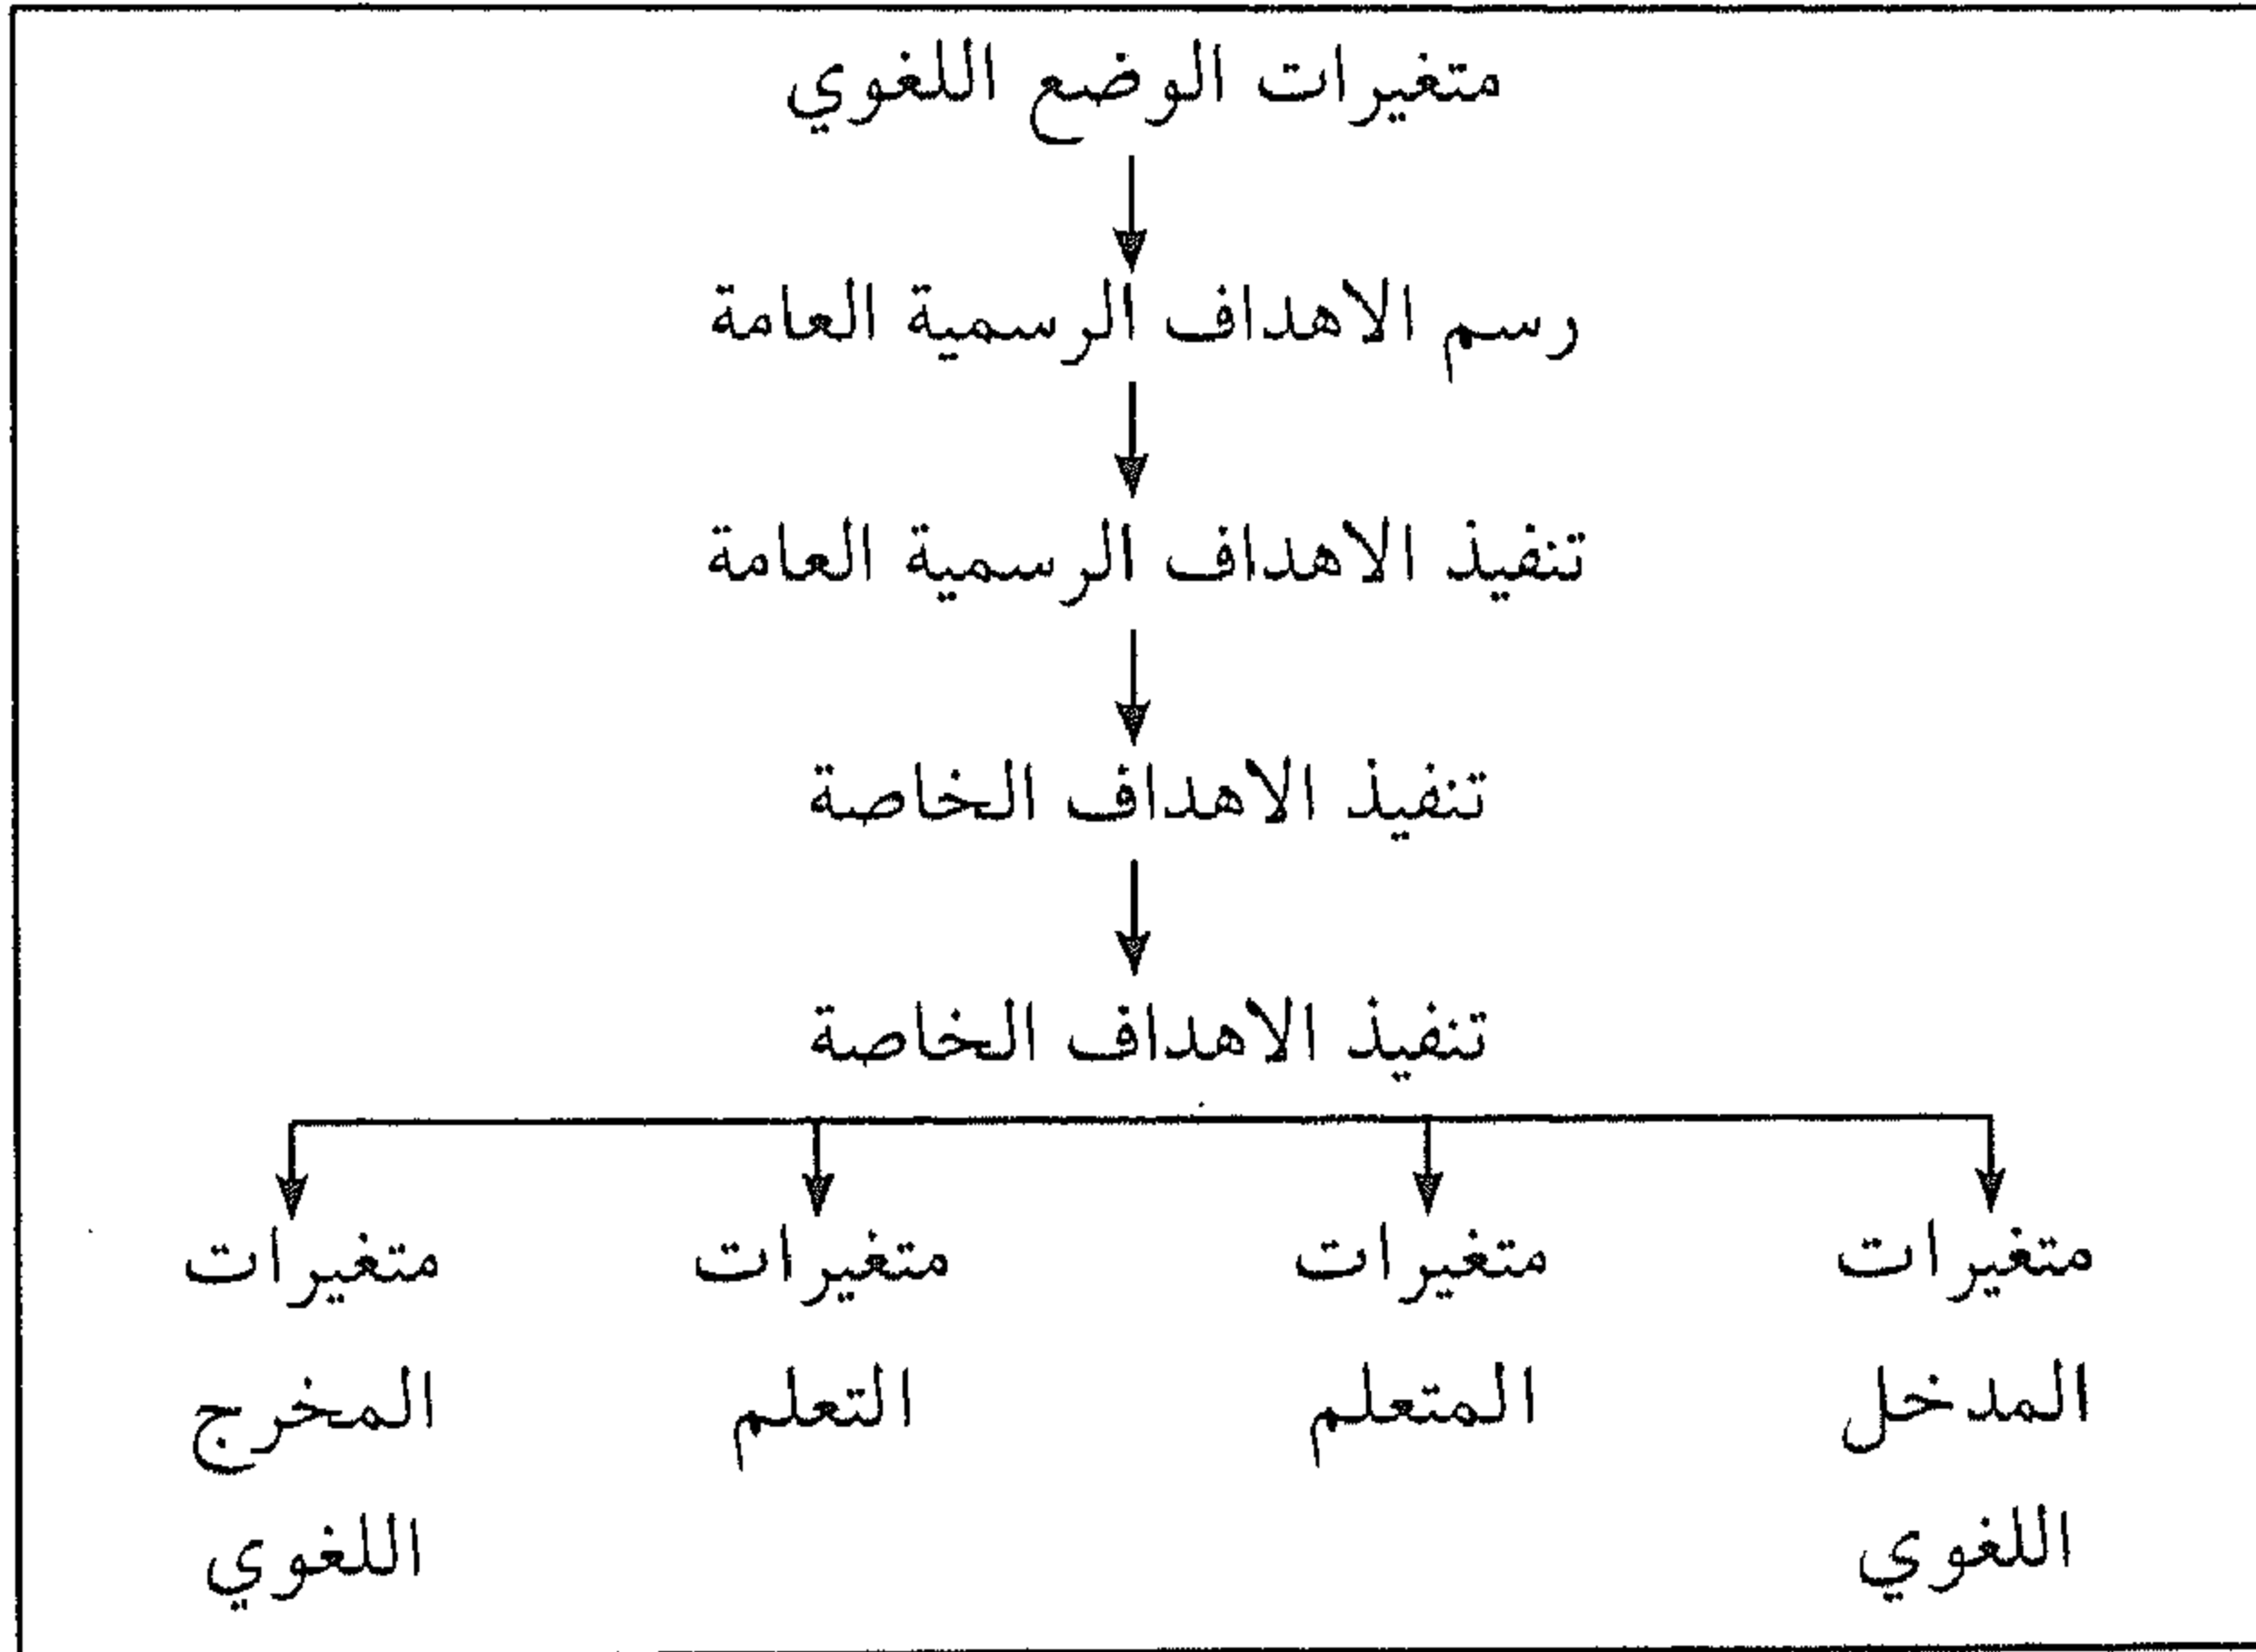 متغيرات الوضع اللغوي
رسم الاهداف الرسمية العامة
تنفيذ الاهداف الرسمية العامة
تنفيذ الاهداف الخاصة
تنفيذ الاهداف الخاصة
متغيرات المدخل اللغوي
متغيرات المتعلم
متغيرات التعلم
متغيرات المخرج اللغوي